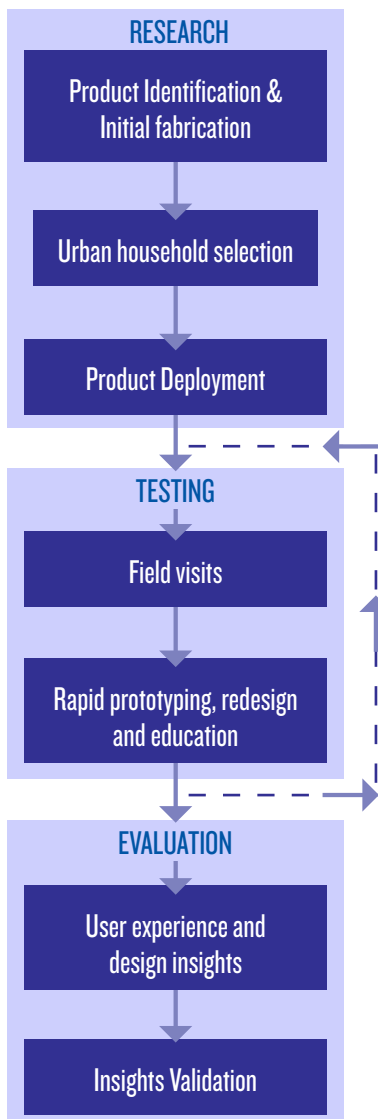 RESEARCH
Product Identification &
Initial fabrication
Urban household selection
Product Deployment
TESTING
Field visits
Rapid prototyping, redesign
and education
EVALUATION
User experience and
design insights
Insights Validation